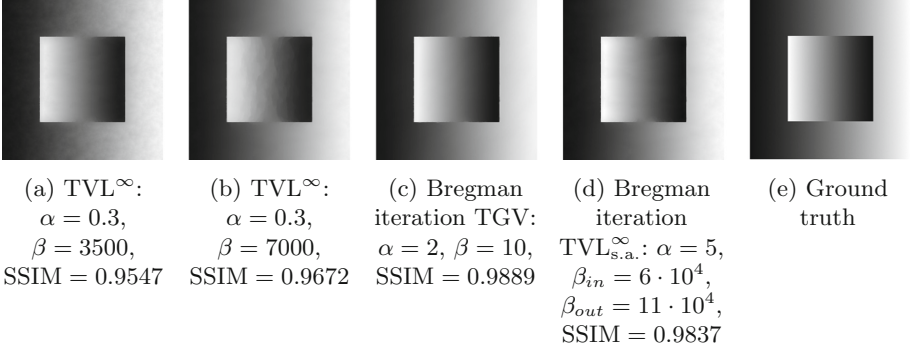 (a) TVL∞:
α = 0.3,
β = 3500,
SSIM = 0.9547
(b) TVL∞:
α = 0.3,
β = 7000,
SSIM = 0.9672
(c) Bregman
iteration TGV:
α = 2, β = 10,
SSIM = 0.9889
(d) Bregman
iteration
TVL∞s.a.: α = 5,
βin = 6 · 10⁴,
βout = 11 · 10⁴,
SSIM = 0.9837
(e) Ground
truth